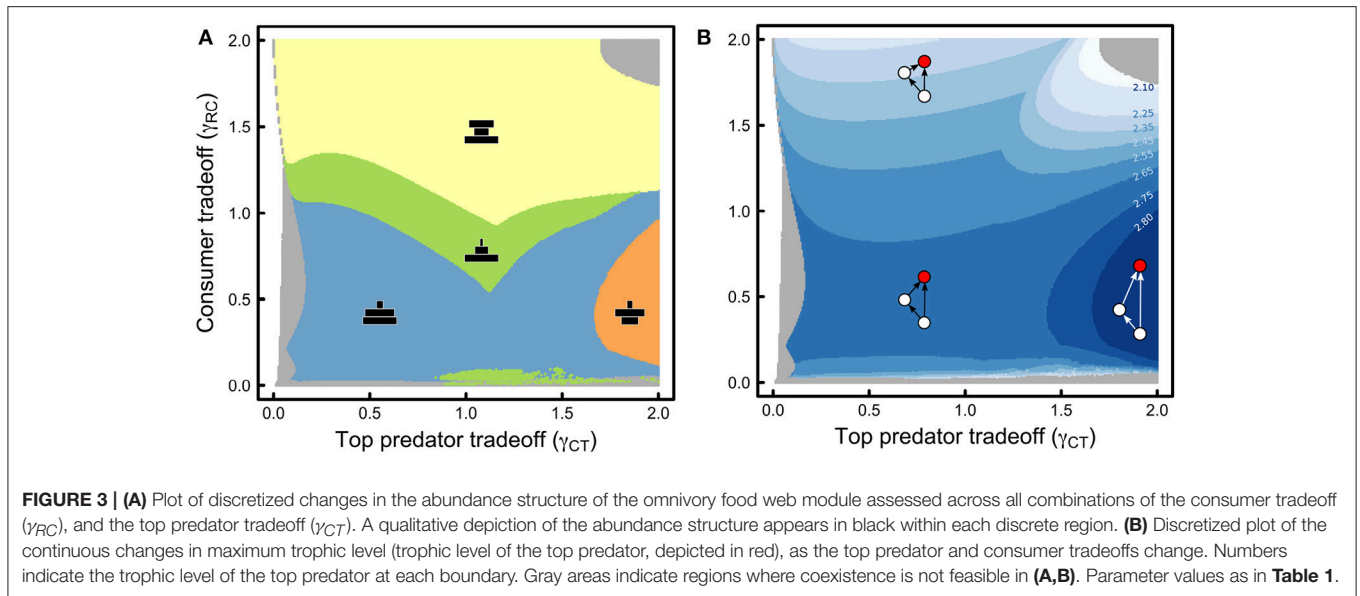 A
B
2.0
1.5
1.0
0.5
0.0
Consumer tradeoff (γRC)
0.0 0.5 1.0 1.5 2.0
Top predator tradeoff (γCT)
2.0
1.5
1.0
0.5
0.0
2.10
2.25
2.35
2.45
2.55
2.65
2.75
2.80
0.0 0.5 1.0 1.5 2.0
Top predator tradeoff (γCT)
FIGURE 3 | (A) Plot of discretized changes in the abundance structure of the omnivory food web module assessed across all combinations of the consumer tradeoff
(γRC), and the top predator tradeoff (γCT). A qualitative depiction of the abundance structure appears in black within each discrete region. (B) Discretized plot of the
continuous changes in maximum trophic level (trophic level of the top predator, depicted in red), as the top predator and consumer tradeoffs change. Numbers
indicate the trophic level of the top predator at each boundary. Gray areas indicate regions where coexistence is not feasible in (A,B). Parameter values as in Table 1.